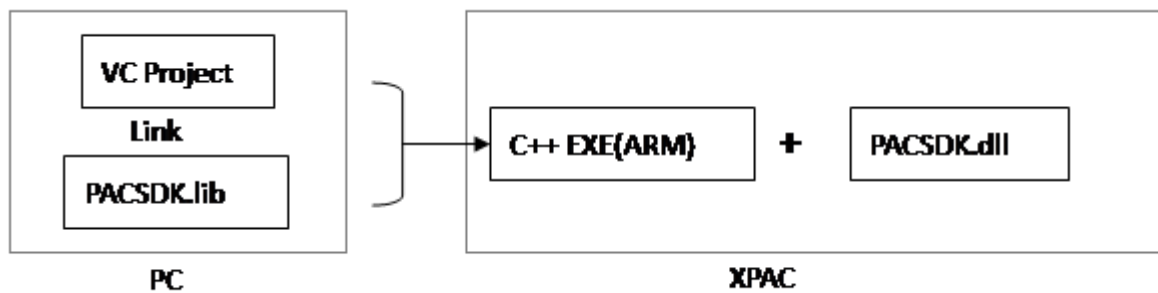 VC Project
Link
PACSDK.lib
PC
C++ EXE(ARM)
+
PACSDK.dll
XPAC